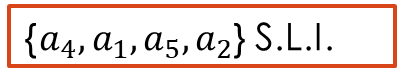 {a₄, a₁, a₅, a₂} S.L.I.